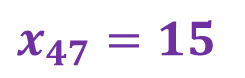 x₄₇ = 15